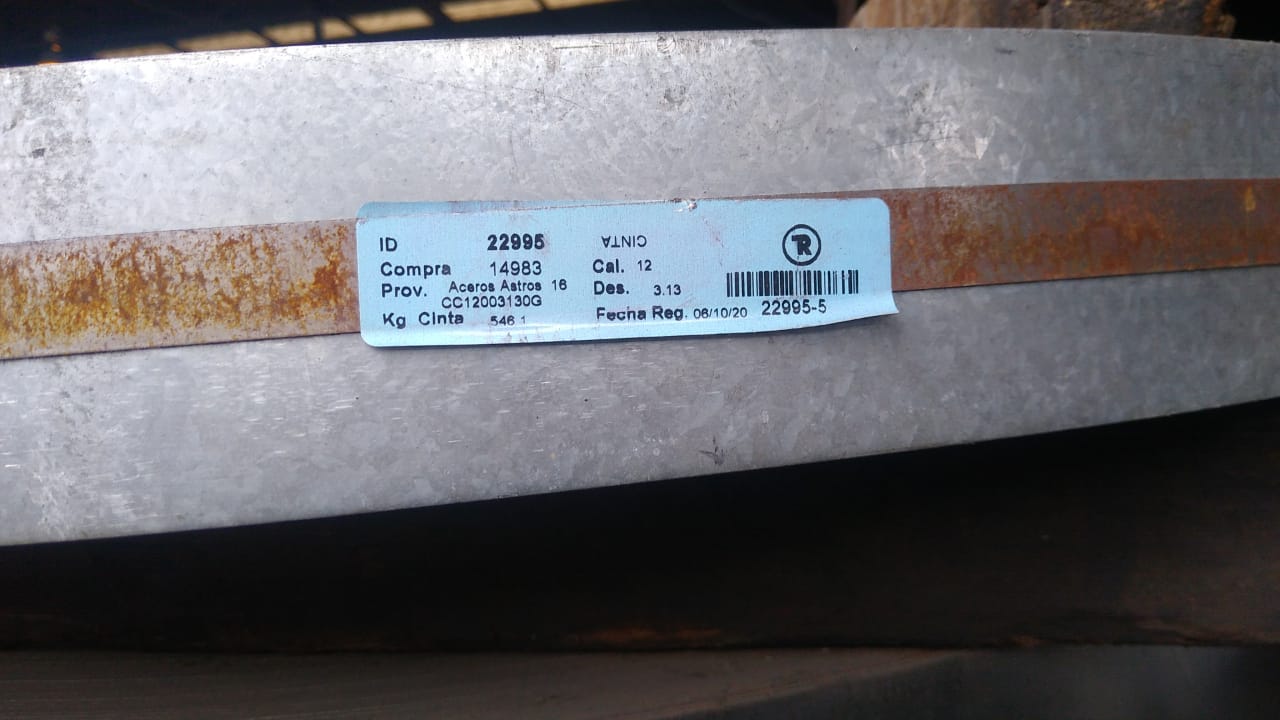 ID 22995 CINTA
Compra 14983 Cal. 12
Prov. Aceros Astros 16 Des. 3.13
CC12003130G
Kg Cinta 546.1 Fecha Reg. 06/10/20 22995-5
TR